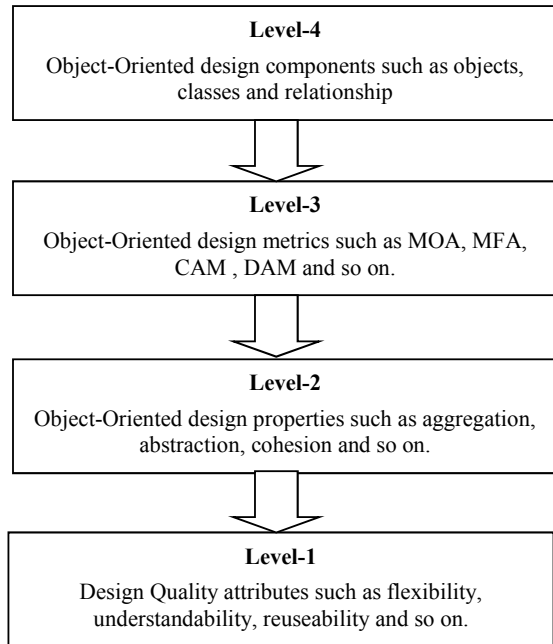 Level-4
Object-Oriented design components such as objects,
classes and relationship
Level-3
Object-Oriented design metrics such as MOA, MFA,
CAM , DAM and so on.
Level-2
Object-Oriented design properties such as aggregation,
abstraction, cohesion and so on.
Level-1
Design Quality attributes such as flexibility,
understandability, reuseability and so on.